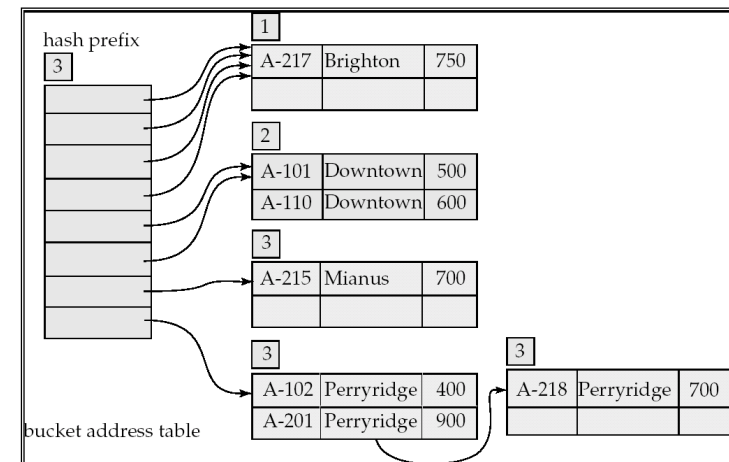 hash prefix
3
bucket address table
1
A-217 Brighton 750
2
A-101 Downtown 500
A-110 Downtown 600
3
A-215 Mianus 700
3
A-102 Perryridge 400
A-201 Perryridge 900
3
A-218 Perryridge 700